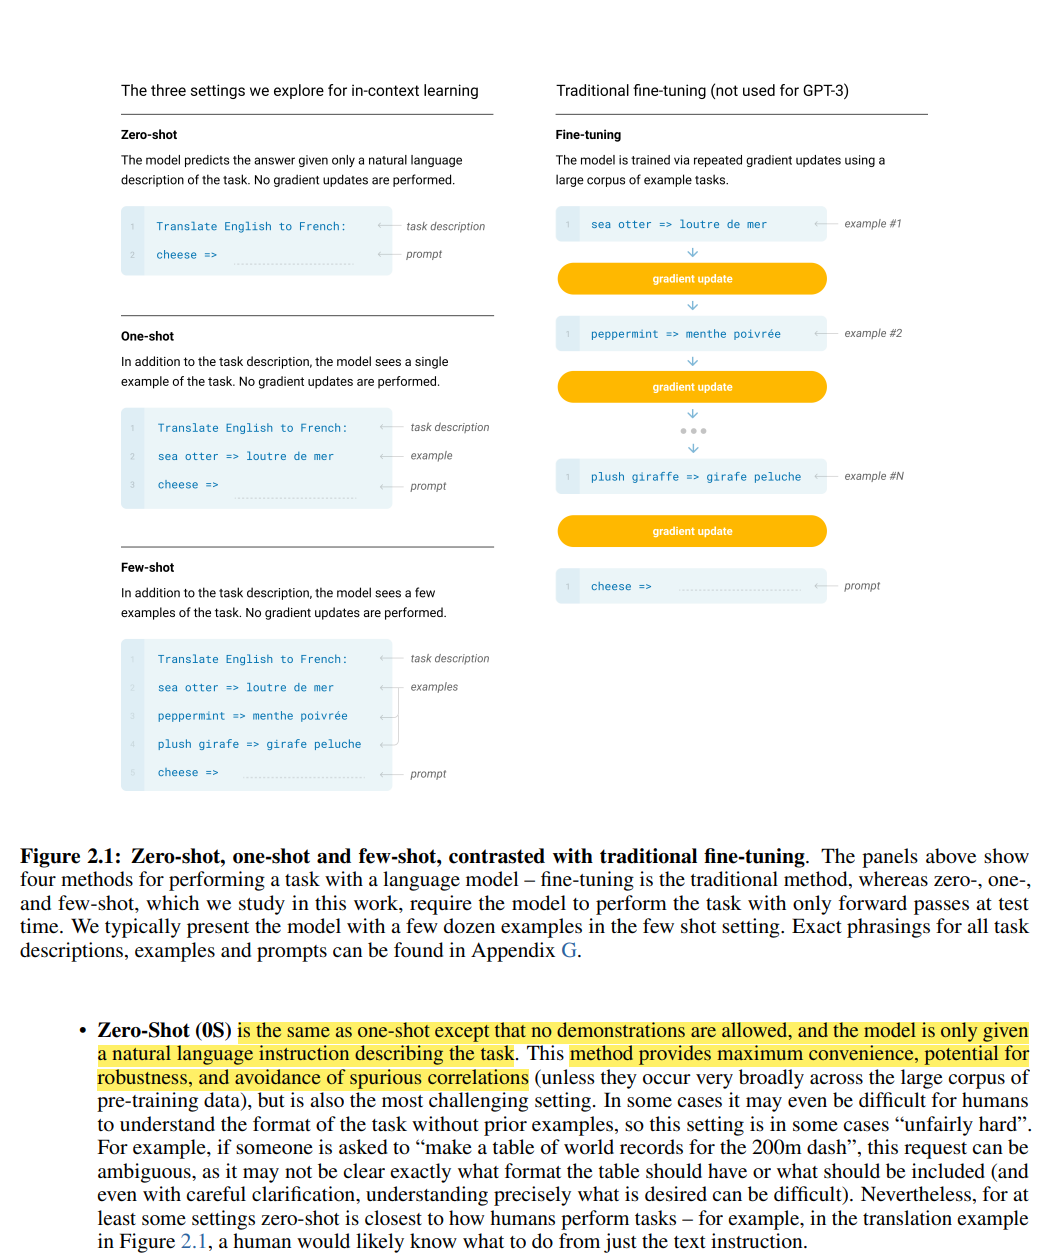 The three settings we explore for in-context learning
Zero-shot
The model predicts the answer given only a natural language
description of the task. No gradient updates are performed.
1 Translate English to French: task description
2 cheese => prompt
One-shot
In addition to the task description, the model sees a single
example of the task. No gradient updates are performed.
1 Translate English to French: task description
2 sea otter => loutre de mer example
3 cheese => prompt
Few-shot
In addition to the task description, the model sees a few
examples of the task. No gradient updates are performed.
1 Translate English to French: task description
2 sea otter => loutre de mer examples
3 peppermint => menthe poivrée
4 plush girafe => girafe peluche
5 cheese => prompt
Traditional fine-tuning (not used for GPT-3)
Fine-tuning
The model is trained via repeated gradient updates using a
large corpus of example tasks.
1 sea otter => loutre de mer example #1
gradient update
1 peppermint => menthe poivrée example #2
gradient update
1 plush giraffe => girafe peluche example #N
gradient update
1 cheese => prompt
Figure 2.1: Zero-shot, one-shot and few-shot, contrasted with traditional fine-tuning. The panels above show
four methods for performing a task with a language model – fine-tuning is the traditional method, whereas zero-, one-,
and few-shot, which we study in this work, require the model to perform the task with only forward passes at test
time. We typically present the model with a few dozen examples in the few shot setting. Exact phrasings for all task
descriptions, examples and prompts can be found in Appendix G.
• Zero-Shot (0S) is the same as one-shot except that no demonstrations are allowed, and the model is only given
a natural language instruction describing the task. This method provides maximum convenience, potential for
robustness, and avoidance of spurious correlations (unless they occur very broadly across the large corpus of
pre-training data), but is also the most challenging setting. In some cases it may even be difficult for humans
to understand the format of the task without prior examples, so this setting is in some cases “unfairly hard”.
For example, if someone is asked to “make a table of world records for the 200m dash”, this request can be
ambiguous, as it may not be clear exactly what format the table should have or what should be included (and
even with careful clarification, understanding precisely what is desired can be difficult). Nevertheless, for at
least some settings zero-shot is closest to how humans perform tasks – for example, in the translation example
in Figure 2.1, a human would likely know what to do from just the text instruction.